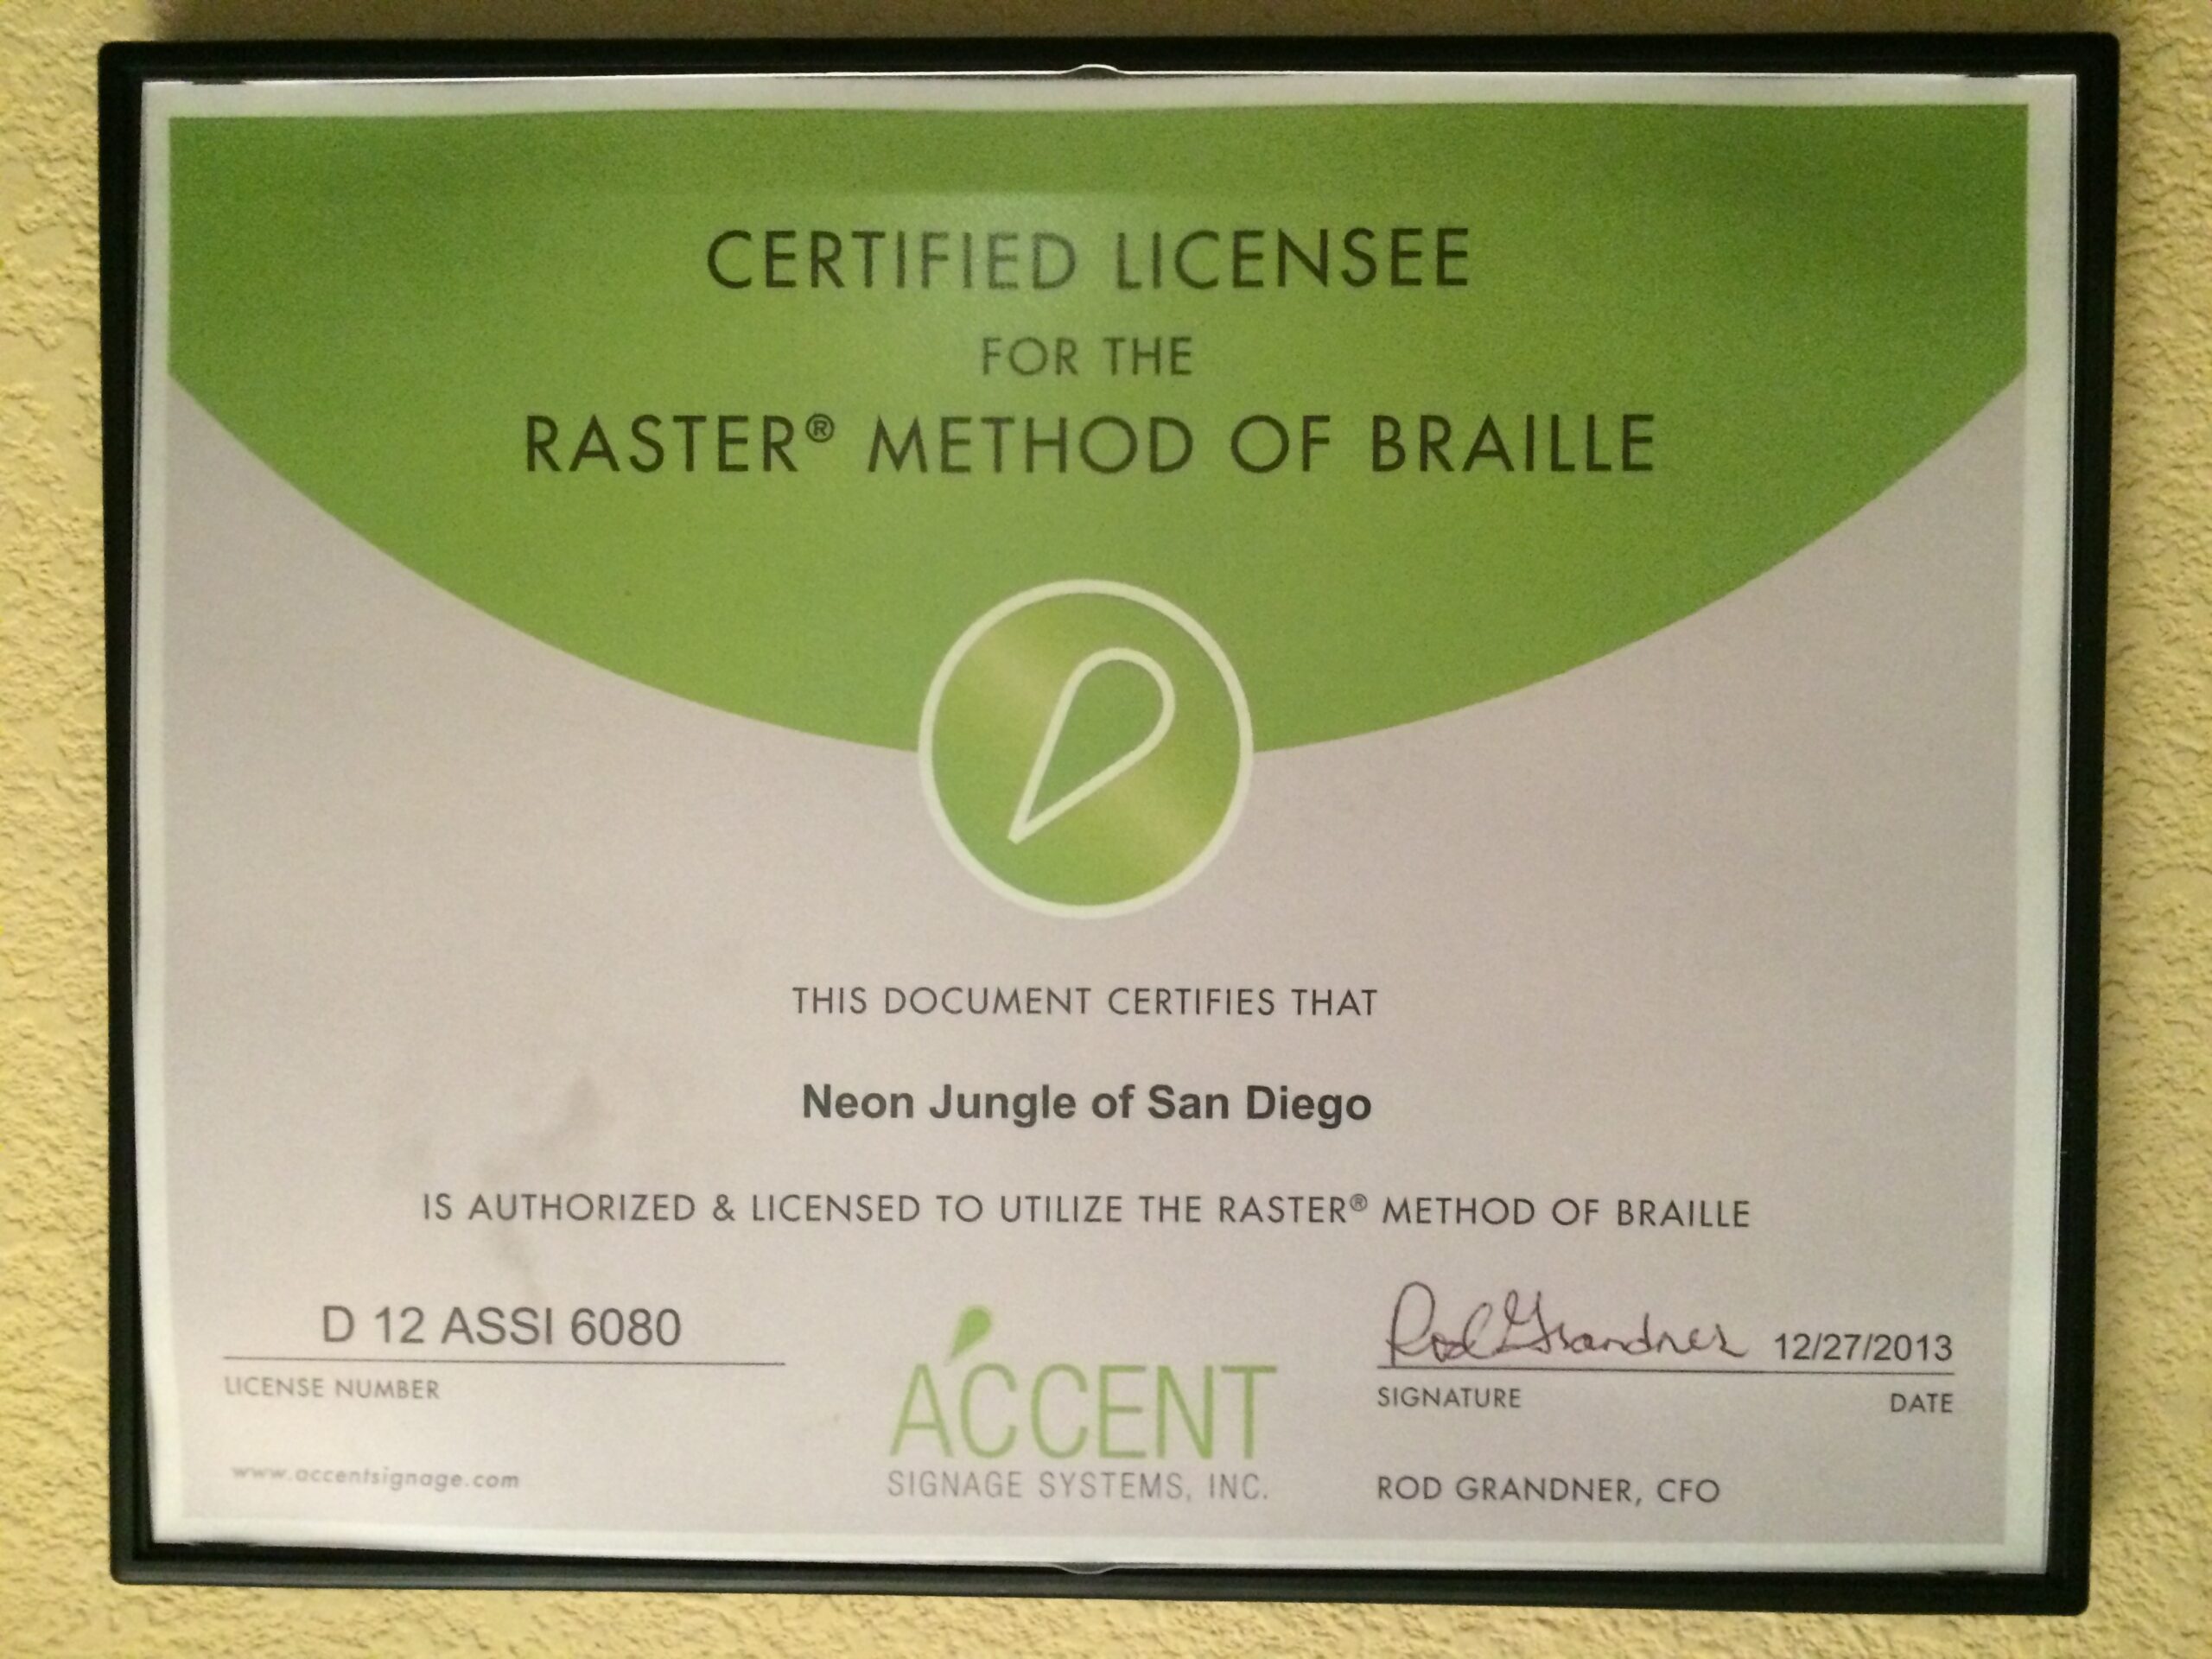 CERTIFIED LICENSEE
FOR THE
RASTER® METHOD OF BRAILLE
THIS DOCUMENT CERTIFIES THAT
Neon Jungle of San Diego
IS AUTHORIZED & LICENSED TO UTILIZE THE RASTER® METHOD OF BRAILLE
D 12 ASSI 6080
LICENSE NUMBER
www.accentsignage.com
ACCENT
SIGNAGE SYSTEMS, INC.
Rod Grandner 12/27/2013
SIGNATURE DATE
ROD GRANDNER, CFO